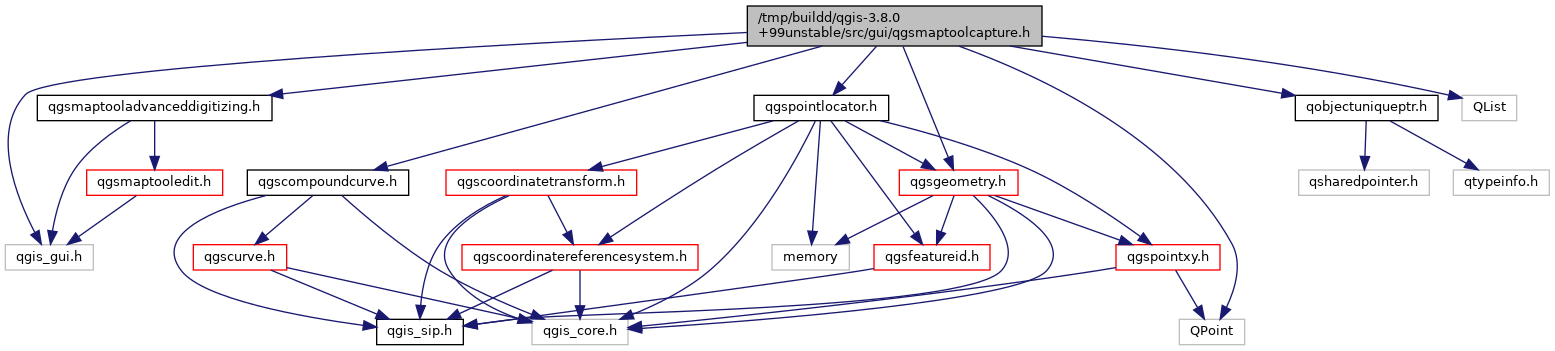 /tmp/buildd/qgis-3.8.0
+99unstable/src/gui/qgsmaptoolcapture.h
qgsmaptooladvanceddigitizing.h
qgspointlocator.h
qobjectuniqueptr.h
QList
qgsmaptooledit.h
qgscompoundcurve.h
qgscoordinatetransform.h
qgsgeometry.h
qsharedpointer.h
qtypeinfo.h
qgis_gui.h
qgscurve.h
qgscoordinatereferencesystem.h
memory
qgsfeatureid.h
qgspointxy.h
qgis_sip.h
qgis_core.h
QPoint